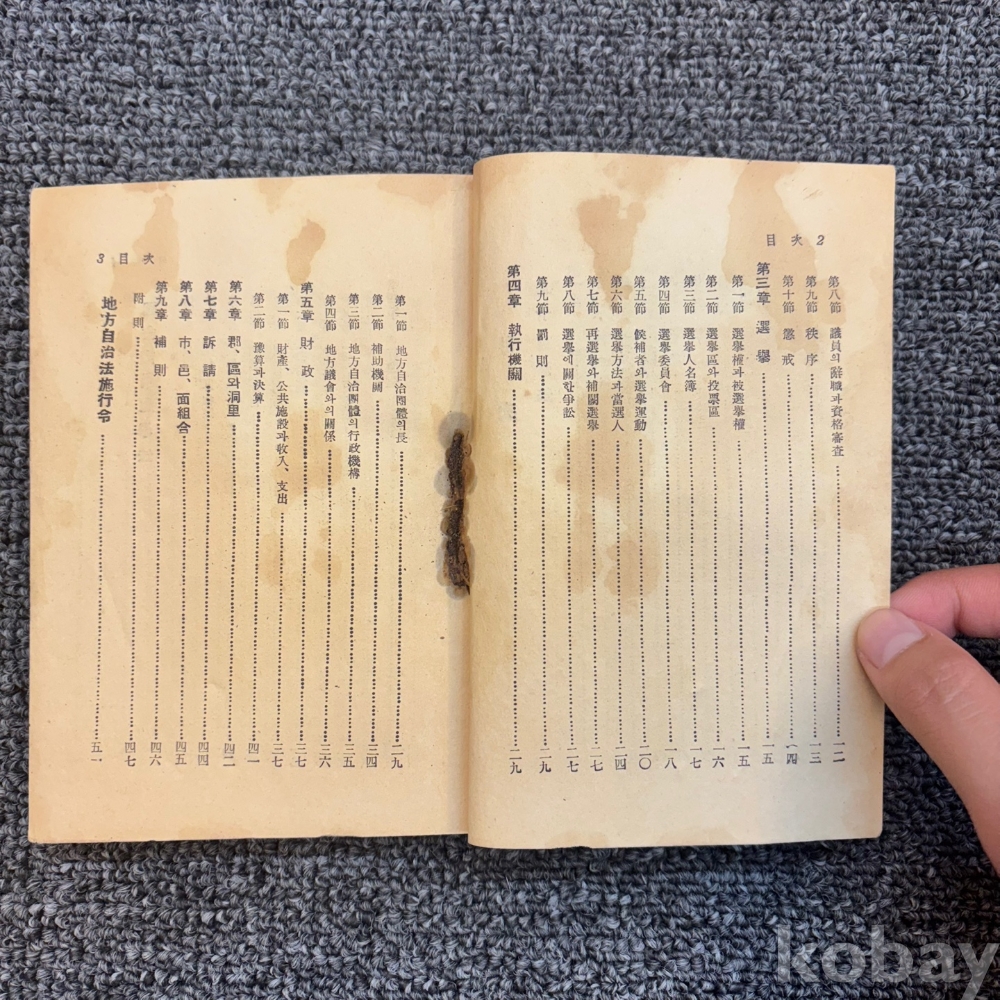 目次 2
第八節 議員의 辭職과 資格審査 一二
第九節 秩序 一三
第十節 懲戒 一四
第三章 選擧 一五
第一節 選擧權과 被選擧權 一五
第二節 選擧區와 投票區 一六
第三節 選擧人名簿 一七
第四節 選擧委員會 一八
第五節 候補者와 選擧運動 二〇
第六節 選擧方法과 當選人 二四
第七節 再選擧와 補闕選擧 二七
第八節 選擧에 關한 爭訟 二七
第九節 罰則 二九
第四章 執行機關 二九
3 目次
第一節 地方自治團體의 長 二九
第二節 補助機關 三四
第三節 地方自治團體의 行政機構 三五
第四節 地方議會와의 關係 三六
第五章 財政 三七
第一節 財產、公共施設과 收入、支出 三七
第二節 豫算과 決算 四一
第六章 郡、區와 洞里 四二
第七章 訴請 四四
第八章 市、邑、面組合 四五
第九章 補則 四六
附則 四七
地方自治法施行令 五一
kobay